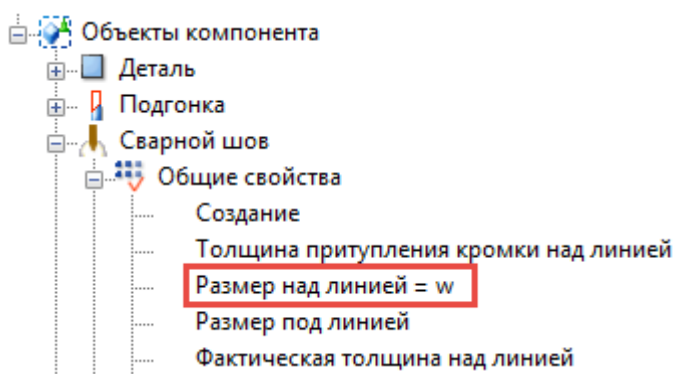 Объекты компонента
Деталь
Подгонка
Сварной шов
Общие свойства
Создание
Толщина притупления кромки над линией
Размер над линией = w
Размер под линией
Фактическая толщина над линией